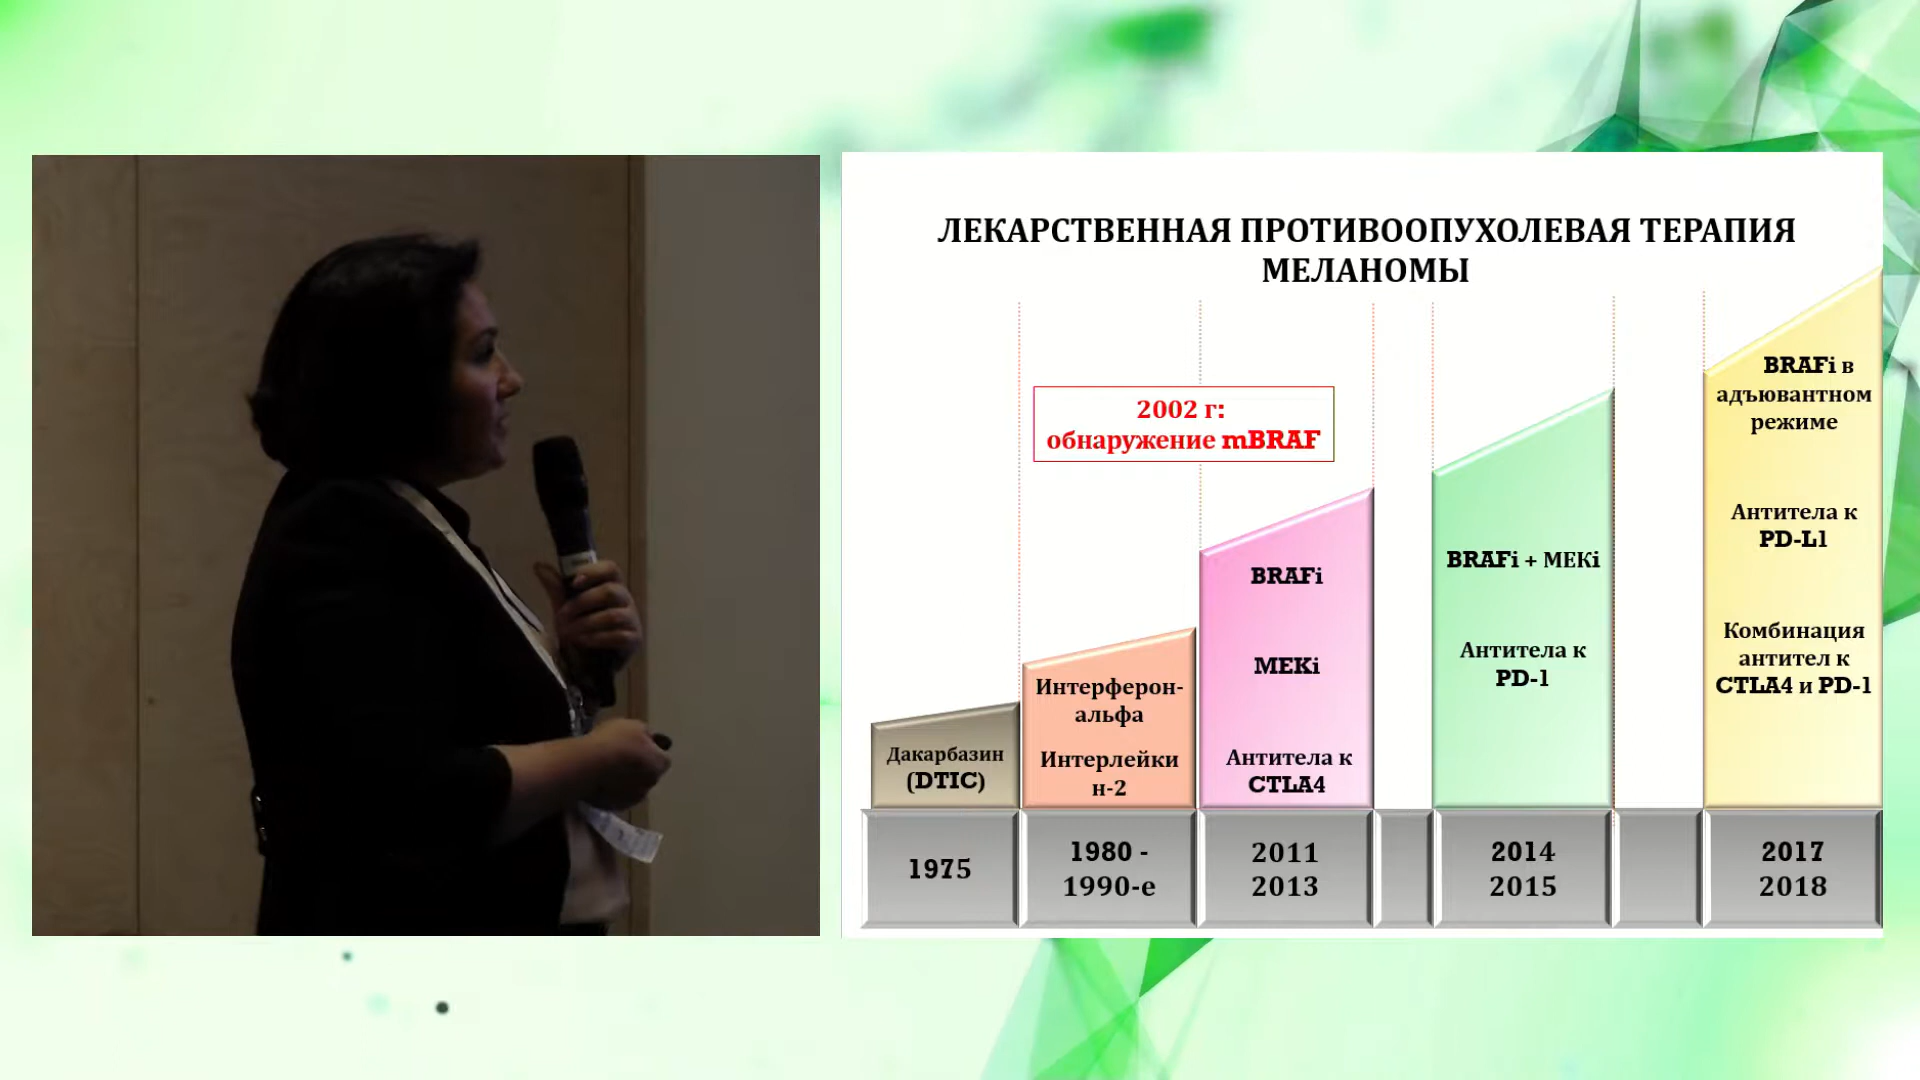 ЛЕКАРСТВЕННАЯ ПРОТИВООПУХОЛЕВАЯ ТЕРАПИЯ
МЕЛАНОМЫ
2002 г:
обнаружение mBRAF
Дакарбазин
(DTIC)
Интерферон-
альфа
Интерлейки
н-2
BRAFi
MEKi
Антитела к
CTLA4
BRAFi + МЕКi
Антитела к
PD-1
BRAFi в
адъювантном
режиме
Антитела к
PD-L1
Комбинация
антител к
CTLA4 и PD-1
1975
1980 -
1990-е
2011
2013
2014
2015
2017
2018